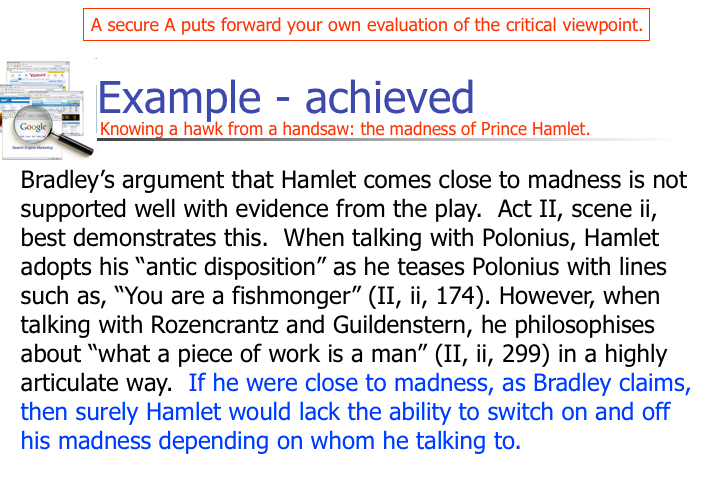 A secure A puts forward your own evaluation of the critical viewpoint.
Example - achieved
Knowing a hawk from a handsaw: the madness of Prince Hamlet.
YAHOO!
Google
Search Engine Marketing
Bradley’s argument that Hamlet comes close to madness is not
supported well with evidence from the play.  Act II, scene ii,
best demonstrates this.  When talking with Polonius, Hamlet
adopts his “antic disposition” as he teases Polonius with lines
such as, “You are a fishmonger” (II, ii, 174). However, when
talking with Rozencrantz and Guildenstern, he philosophises
about “what a piece of work is a man” (II, ii, 299) in a highly
articulate way.  If he were close to madness, as Bradley claims,
then surely Hamlet would lack the ability to switch on and off
his madness depending on whom he talking to.